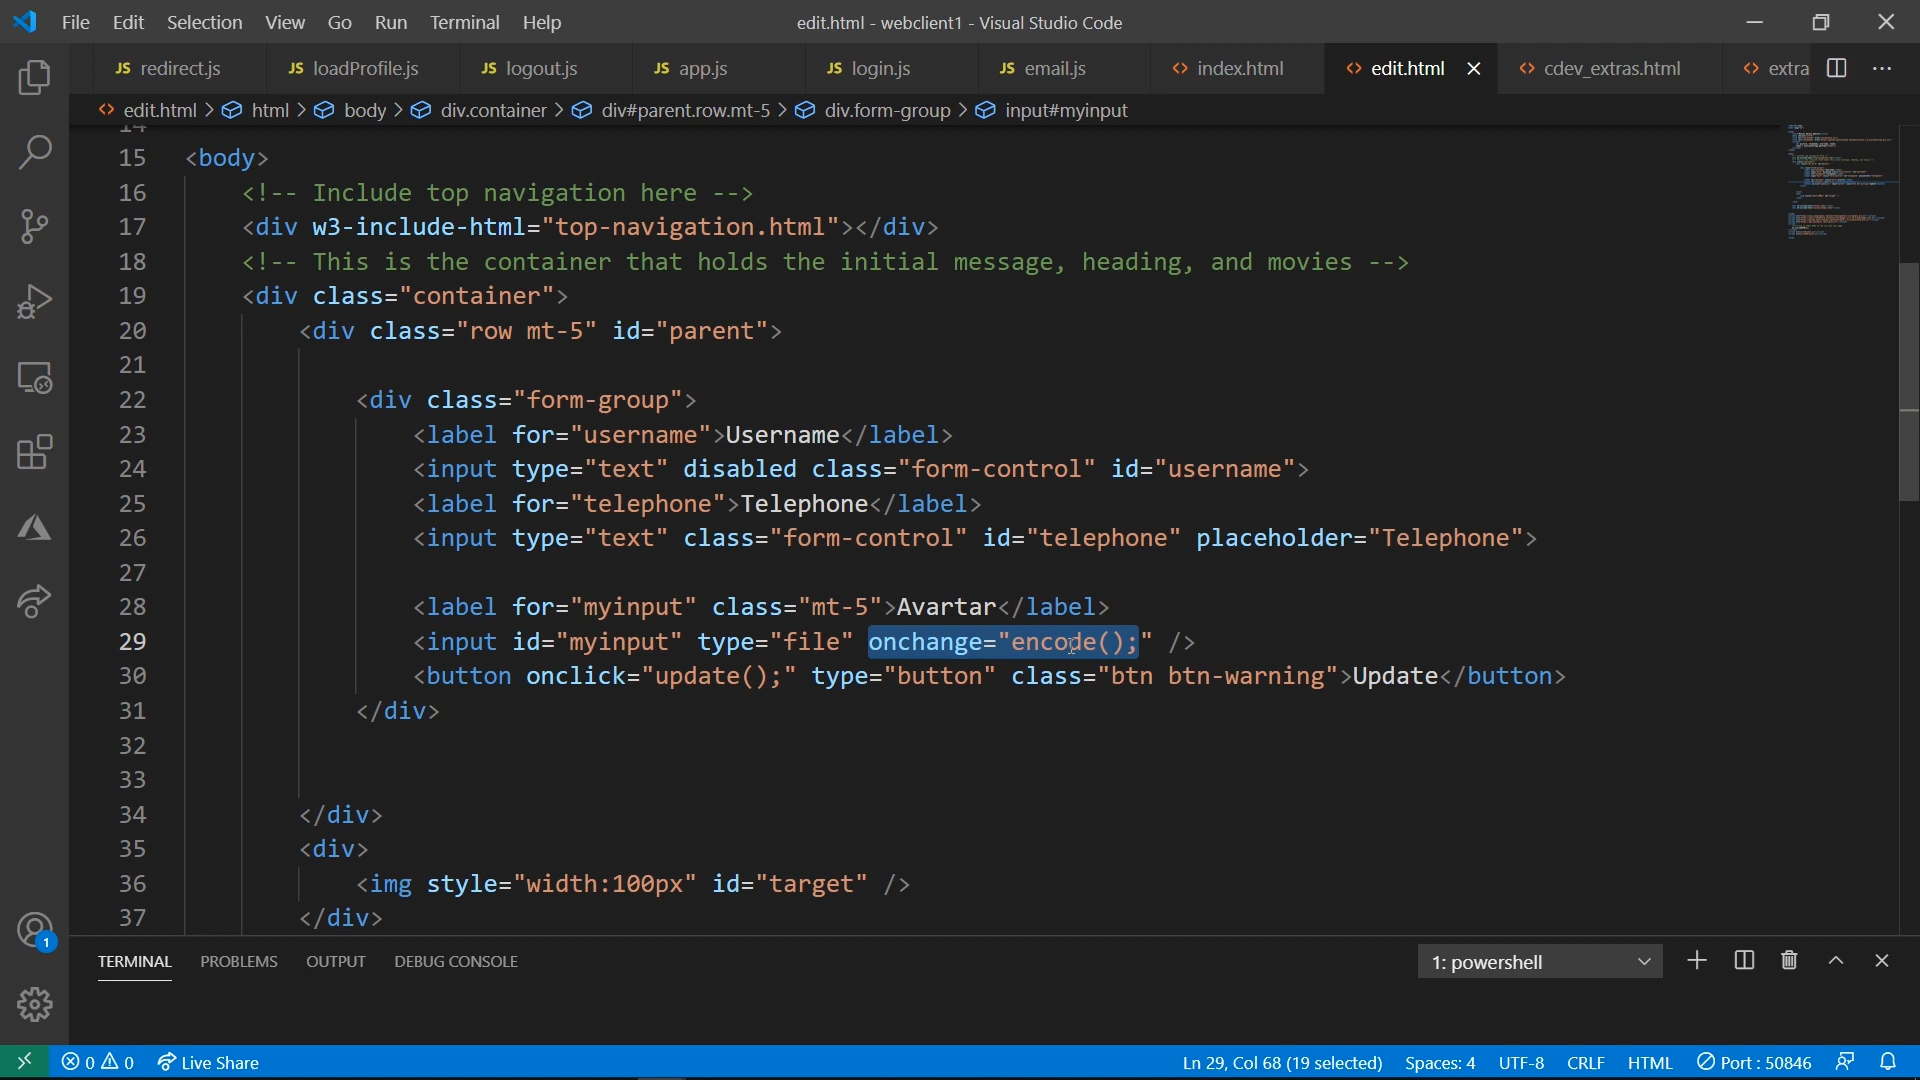 File Edit Selection View Go Run Terminal Help edit.html - webclient1 - Visual Studio Code
JS redirect.js JS loadProfile.js JS logout.js JS app.js JS login.js JS email.js <> index.html <> edit.html <> cdev_extras.html <> extra
<> edit.html > html > body > div.container > div#parent.row.mt-5 > div.form-group > input#myinput
14
15 <body>
16 <!-- Include top navigation here -->
17 <div w3-include-html="top-navigation.html"></div>
18 <!-- This is the container that holds the initial message, heading, and movies -->
19 <div class="container">
20 <div class="row mt-5" id="parent">
21
22 <div class="form-group">
23 <label for="username">Username</label>
24 <input type="text" disabled class="form-control" id="username">
25 <label for="telephone">Telephone</label>
26 <input type="text" class="form-control" id="telephone" placeholder="Telephone">
27
28 <label for="myinput" class="mt-5">Avartar</label>
29 <input id="myinput" type="file" onchange="encode();" />
30 <button onclick="update();" type="button" class="btn btn-warning">Update</button>
31 </div>
32
33
34 </div>
35 <div>
36 <img style="width:100px" id="target" />
37 </div>
TERMINAL PROBLEMS OUTPUT DEBUG CONSOLE 1: powershell
1
0 0 Live Share Ln 29, Col 68 (19 selected) Spaces: 4 UTF-8 CRLF HTML Port : 50846